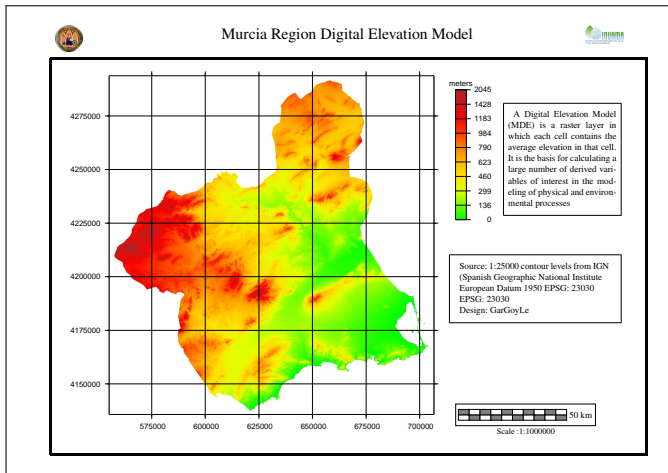 Murcia Region Digital Elevation Model
INUAMA
meters
2045
1428
1183
984
790
623
460
299
136
0
A Digital Elevation Model
(MDE) is a raster layer in
which each cell contains the
average elevation in that cell.
It is the basis for calculating a
large number of derived vari-
ables of interest in the mod-
eling of physical and environ-
mental processes
4275000
4250000
4225000
4200000
4175000
4150000
575000
600000
625000
650000
675000
700000
Source: 1:25000 contour levels from IGN
(Spanish Geographic National Institute
European Datum 1950 EPSG: 23030
EPSG: 23030
Design: GarGoyLe
50 km
Scale :1:1000000